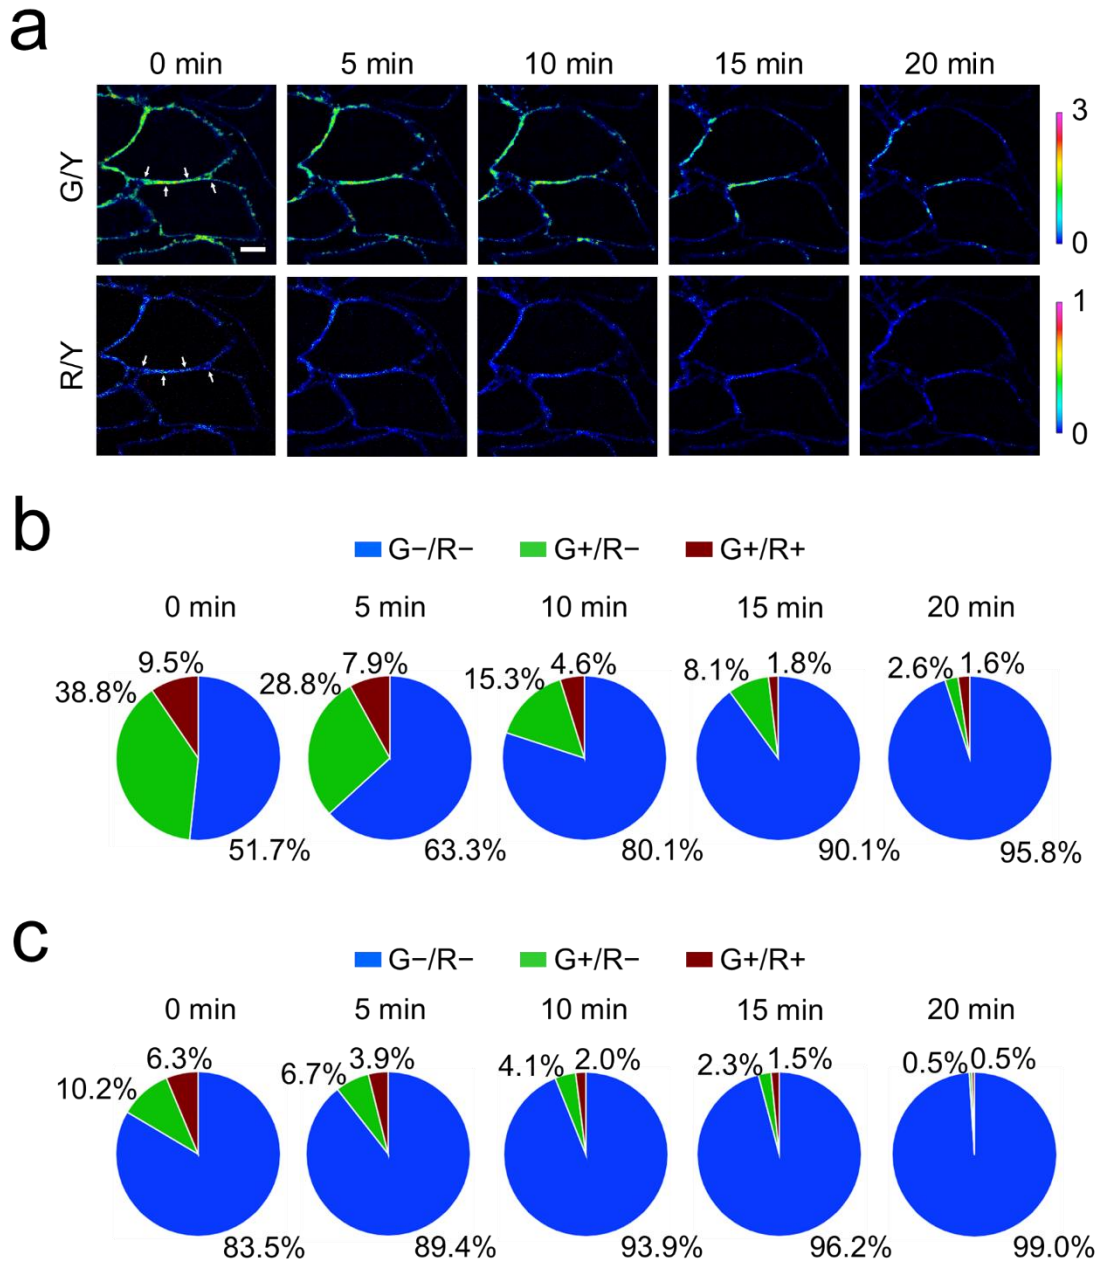 a
0 min 5 min 10 min 15 min 20 min
G/Y
3
0
R/Y
1
0
b
G−/R− G+/R− G+/R+
0 min 5 min 10 min 15 min 20 min
9.5% 7.9% 4.6% 1.8% 1.6%
38.8% 28.8% 15.3% 8.1% 2.6%
51.7% 63.3% 80.1% 90.1% 95.8%
c
G−/R− G+/R− G+/R+
0 min 5 min 10 min 15 min 20 min
6.3% 3.9% 2.0% 1.5% 0.5%
10.2% 6.7% 4.1% 2.3% 0.5%
83.5% 89.4% 93.9% 96.2% 99.0%